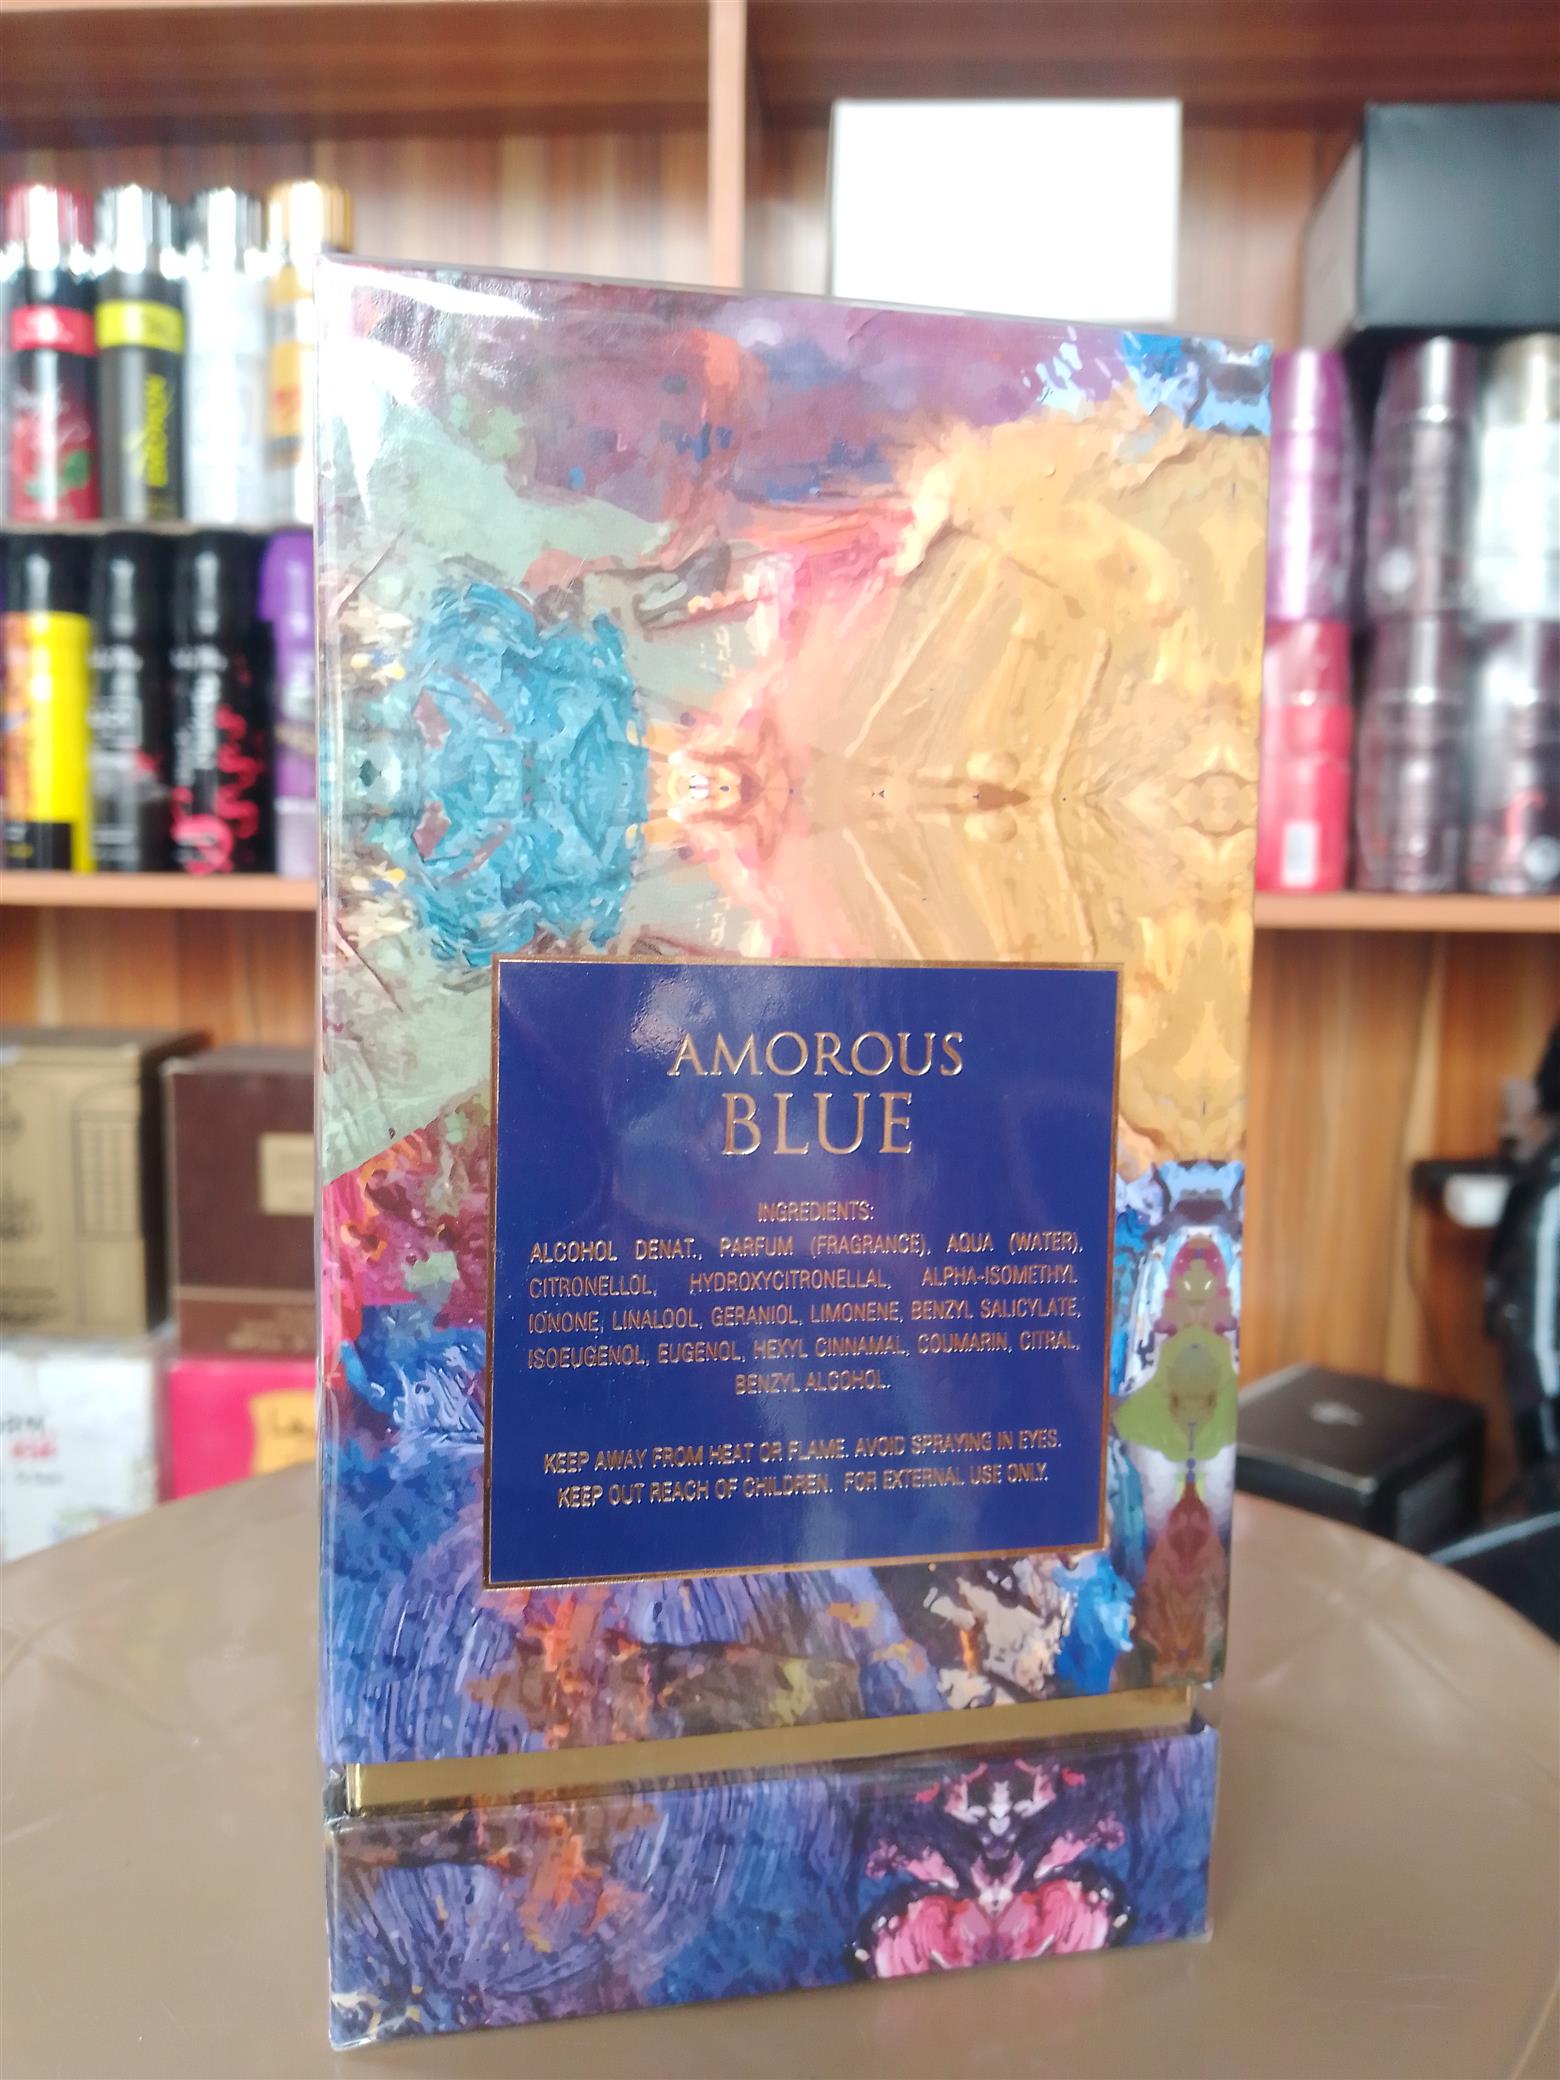 AMOROUS
BLUE
INGREDIENTS:
ALCOHOL DENAT., PARFUM (FRAGRANCE), AQUA (WATER),
CITRONELLOL, HYDROXYCITRONELLAL, ALPHA-ISOMETHYL
IONONE, LINALOOL, GERANIOL, LIMONENE, BENZYL SALICYLATE,
ISOEUGENOL, EUGENOL, HEXYL CINNAMAL, COUMARIN, CITRAL,
BENZYL ALCOHOL.
KEEP AWAY FROM HEAT OR FLAME. AVOID SPRAYING IN EYES.
KEEP OUT REACH OF CHILDREN. FOR EXTERNAL USE ONLY.